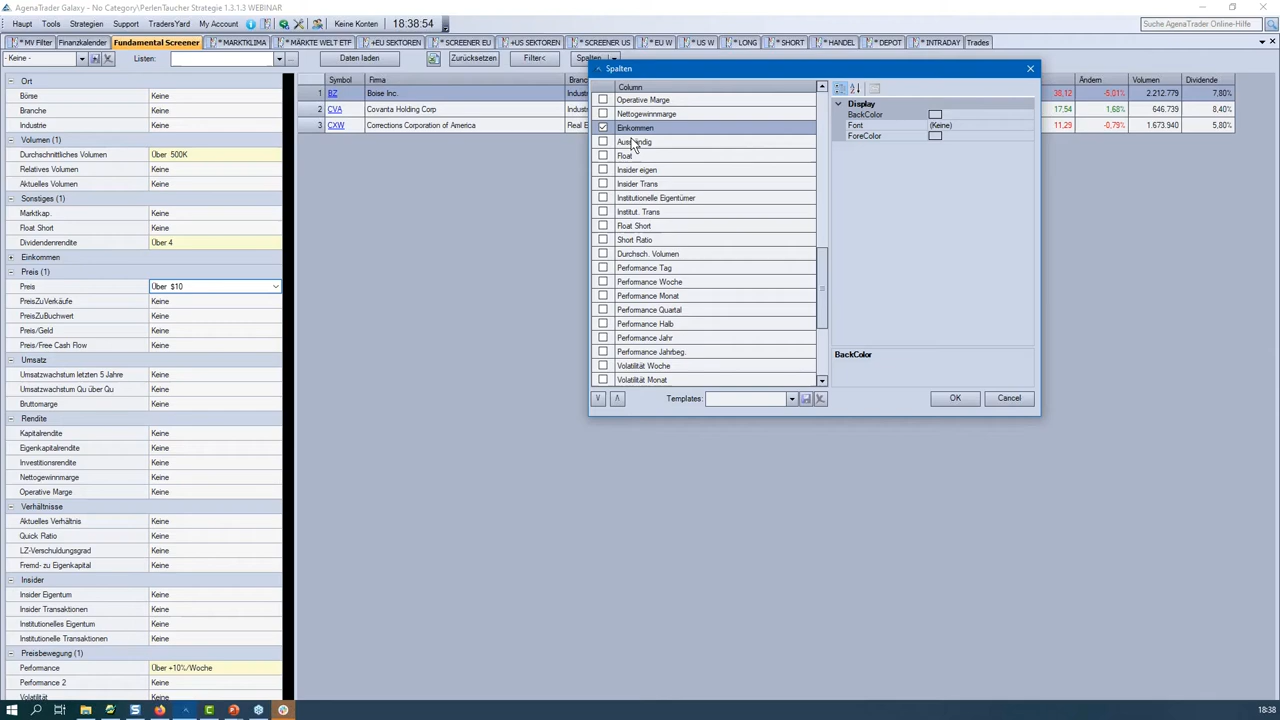 AgenaTrader Galaxy - No Category\PerlenTaucher 1.3.1.3 WEBINAR
Haupt Tools Strategien Support TradersYard My Account Keine Konten 18:38:54 Suche AgenaTrader Online-Hilfe
* MV Filter Finanzkalender Fundamental Screener * MARKTKLIMA * MÄRKTE WELT ETF +EU SEKTOREN * SCREENER EU +US SEKTOREN * SCREENER US * EU W * US W * LONG * SHORT * HANDEL * DEPOT * INTRADAY Trades
- Keine - Listen: ... Daten laden Zurücksetzen Filter< Spalten
Spalten
Ort
Börse Keine
Branche Keine
Industrie Keine
Volumen (1)
Durchschnittliches Volumen Über 500K
Relatives Volumen Keine
Aktuelles Volumen Keine
Sonstiges (1)
Marktkap. Keine
Float Short Keine
Dividendenrendite Über 4
Einkommen
Preis (1)
Preis Über $10
PreisZuVerkäufe Keine
PreisZuBuchwert Keine
Preis/Geld Keine
Preis/Free Cash Flow Keine
Umsatz
Umsatzwachstum letzten 5 Jahre Keine
Umsatzwachstum Qu über Qu Keine
Bruttomarge Keine
Rendite
Kapitalrendite Keine
Eigenkapitalrendite Keine
Investitionsrendite Keine
Nettogewinnmarge Keine
Operative Marge Keine
Verhältnisse
Aktuelles Verhältnis Keine
Quick Ratio Keine
LZ-Verschuldungsgrad Keine
Fremd- zu Eigenkapital Keine
Insider
Insider Eigentum Keine
Insider Transaktionen Keine
Institutionelles Eigentum Keine
Institutionelle Transaktionen Keine
Preisbewegung (1)
Performance Über +10%/Woche
Performance 2 Keine
Volatilität Keine
Symbol Firma Ändern Volumen Dividende
1 BZ Boise Inc. Industr 38,12 -5,01% 2.212.779 7,80%
2 CVA Covanta Holding Corp Industr 17,54 1,68% 646.739 8,40%
3 CXW Corrections Corporation of America Real E 11,29 -0,79% 1.673.940 5,80%
Column
Operative Marge
Nettogewinnmarge
Einkommen
Float
Insider eigen
Insider Trans
Institutionelle Eigentümer
Institut. Trans
Float Short
Short Ratio
Durchsch. Volumen
Performance Tag
Performance Woche
Performance Monat
Performance Quartal
Performance Halb
Performance Jahr
Performance Jahrbeg.
Volatilität Woche
Volatilität Monat
Display
BackColor
Font (Keine)
ForeColor
BackColor
Templates: OK Cancel
18:38